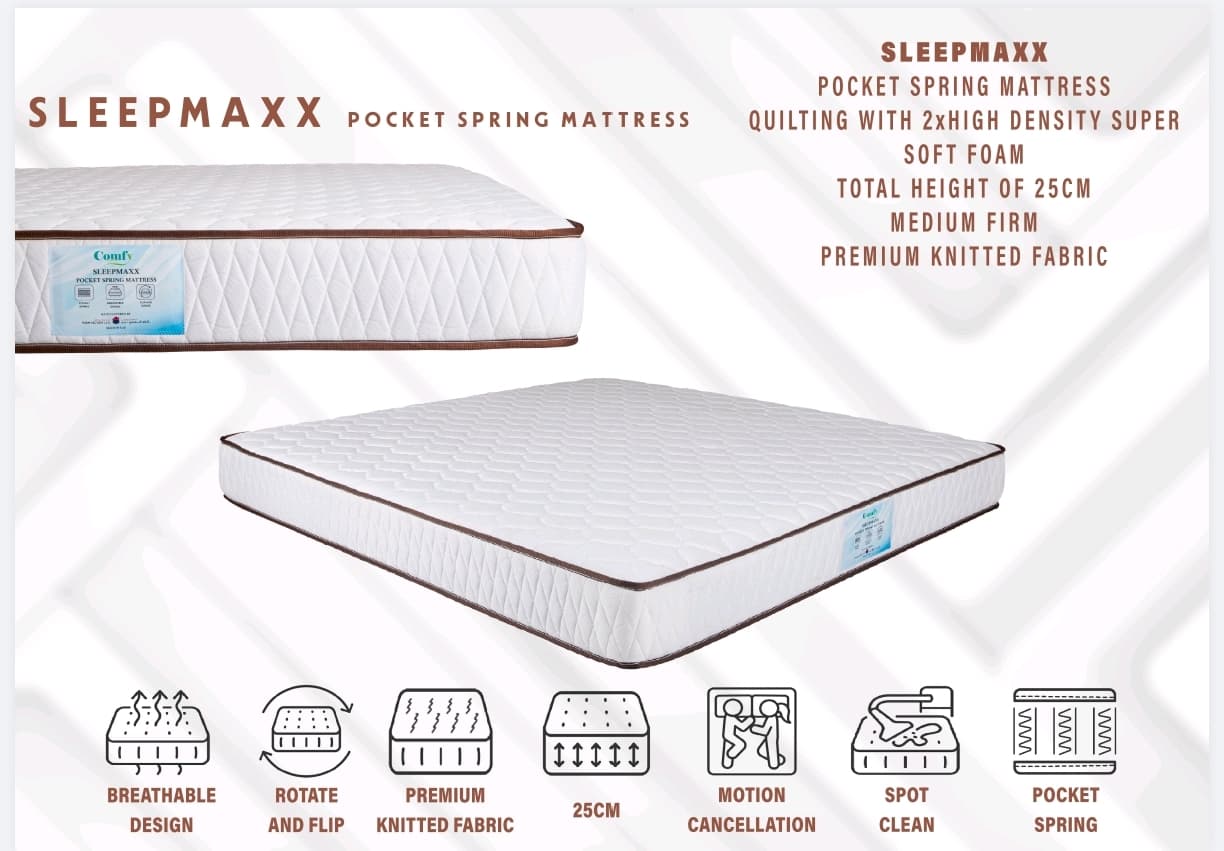 SLEEPMAXX POCKET SPRING MATTRESS
SLEEPMAXX
POCKET SPRING MATTRESS
QUILTING WITH 2xHIGH DENSITY SUPER
SOFT FOAM
TOTAL HEIGHT OF 25CM
MEDIUM FIRM
PREMIUM KNITTED FABRIC
Comfy
SLEEPMAXX
POCKET SPRING MATTRESS
Comfy
SLEEPMAXX
BREATHABLE
DESIGN
ROTATE
AND FLIP
PREMIUM
KNITTED FABRIC
25CM
MOTION
CANCELLATION
SPOT
CLEAN
POCKET
SPRING